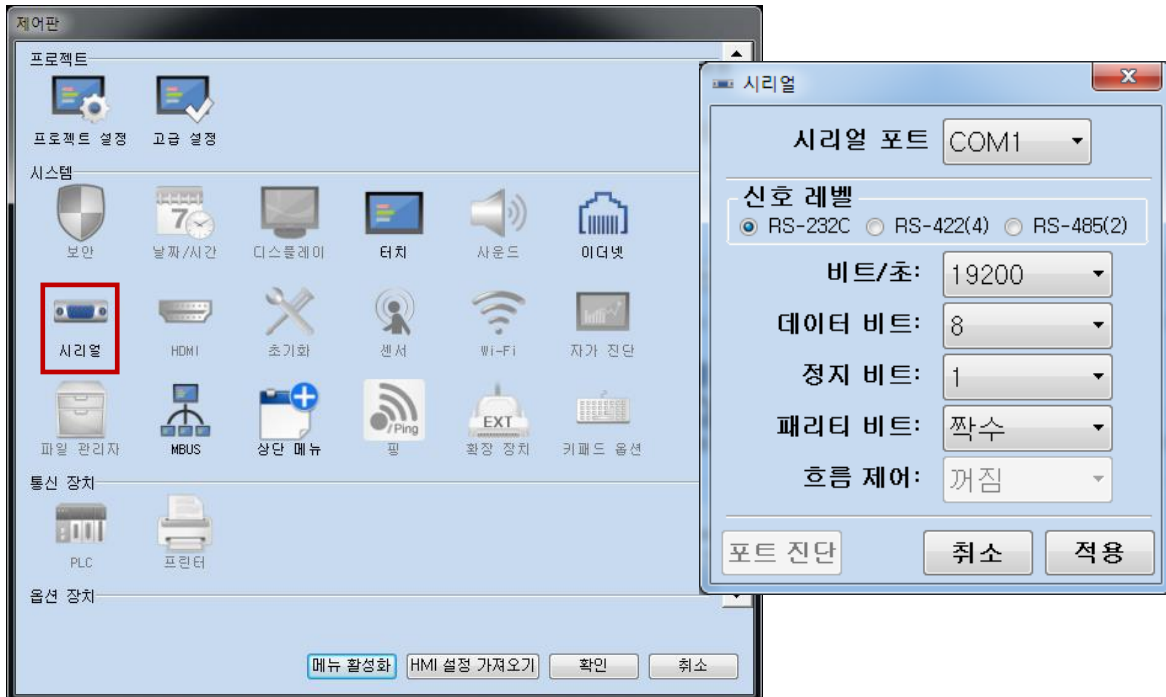 제어판
프로젝트
프로젝트 설정 고급 설정
시스템
7
보안 날짜/시간 디스플레이 터치 사운드 이더넷
시리얼 HDMI 초기화 센서 Wi-Fi 자가 진단
/Ping EXT
파일 관리자 MBUS 상단 메뉴 핑 확장 장치 키패드 옵션
통신 장치
PLC 프린터
옵션 장치
메뉴 활성화 HMI 설정 가져오기 확인 취소
시리얼
시리얼 포트 COM1
신호 레벨
RS-232C RS-422(4) RS-485(2)
비트/초: 19200
데이터 비트: 8
정지 비트: 1
패리티 비트: 짝수
흐름 제어: 꺼짐
포트 진단 취소 적용